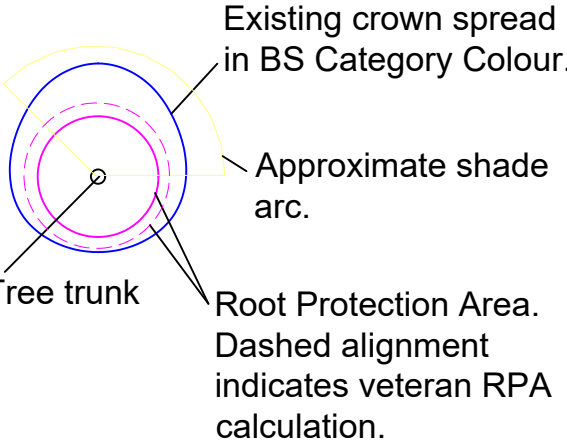 Existing crown spread
in BS Category Colour.
Approximate shade
arc.
Tree trunk
Root Protection Area.
Dashed alignment
indicates veteran RPA
calculation.